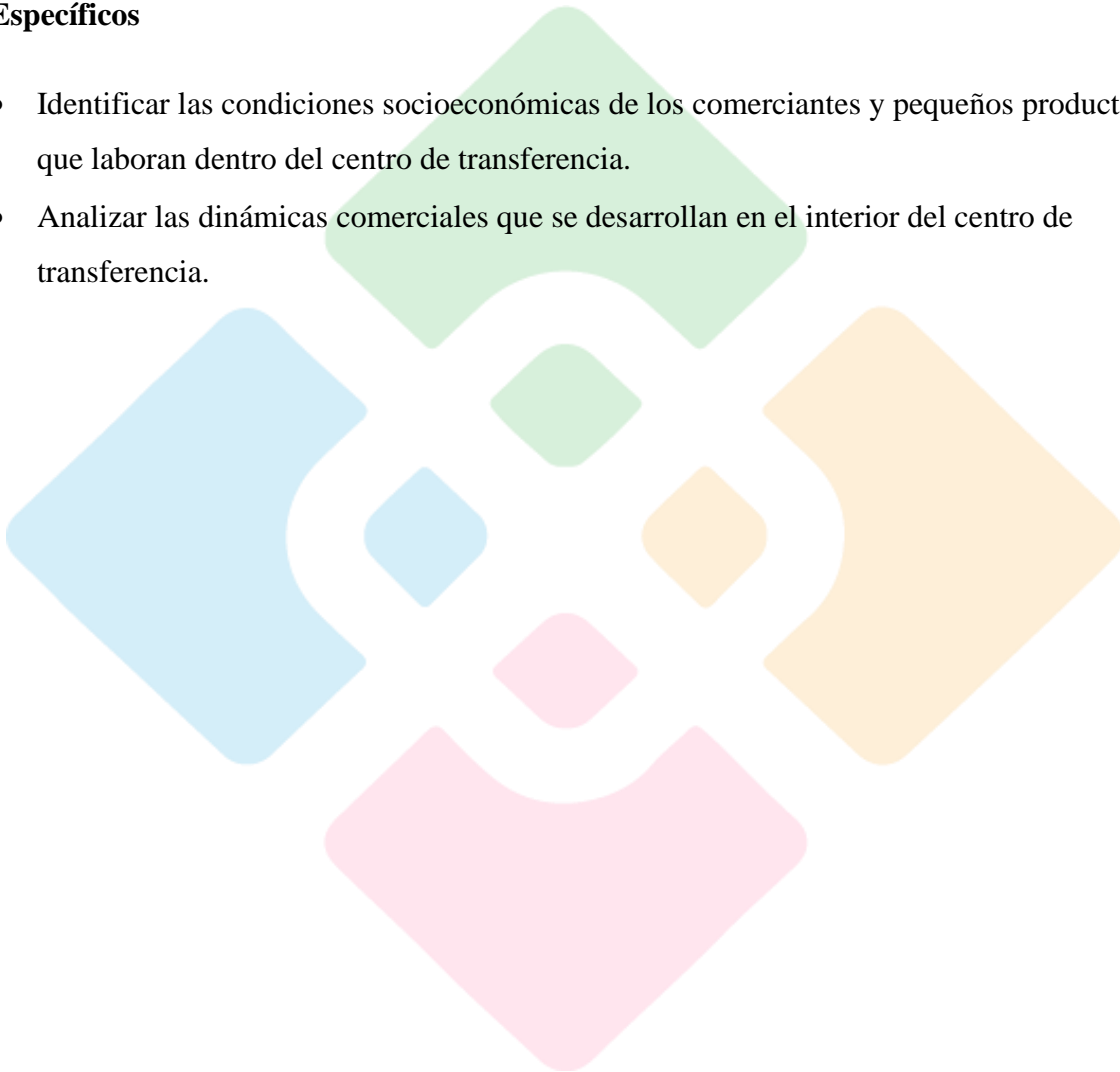 Específicos
• Identificar las condiciones socioeconómicas de los comerciantes y pequeños product
que laboran dentro del centro de transferencia.
• Analizar las dinámicas comerciales que se desarrollan en el interior del centro de
transferencia.